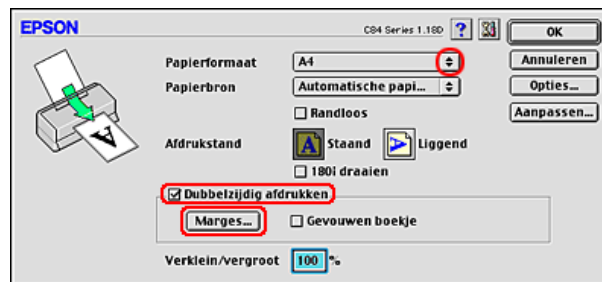 EPSON
C84 Series 1.18D
?
OK
Papierformaat
A4
Annuleren
Papierbron
Automatische papi...
Opties...
Randloos
Aanpassen...
Afdrukstand
A
Staand
A
Liggend
180i draaien
Dubbelzijdig afdrukken
Marges...
Gevouwen boekje
Verklein/vergroot
100
%
A